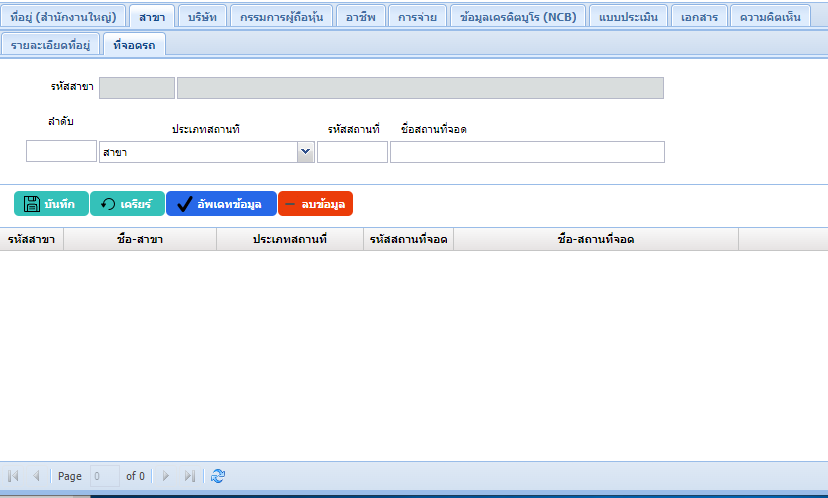 ที่อยู่ (สำนักงานใหญ่) สาขา บริษัท กรรมการผู้ถือหุ้น อาชีพ การจ่าย ข้อมูลเครดิตบูโร (NCB) แบบประเมิน เอกสาร ความคิดเห็น
รายละเอียดที่อยู่ ที่จอดรถ
รหัสสาขา
ลำดับ ประเภทสถานที่ รหัสสถานที่ ชื่อสถานที่จอด
สาขา
บันทึก เคลียร์ อัพเดทข้อมูล ลบข้อมูล
รหัสสาขา ชื่อ-สาขา ประเภทสถานที่ รหัสสถานที่จอด ชื่อ-สถานที่จอด
Page 0 of 0